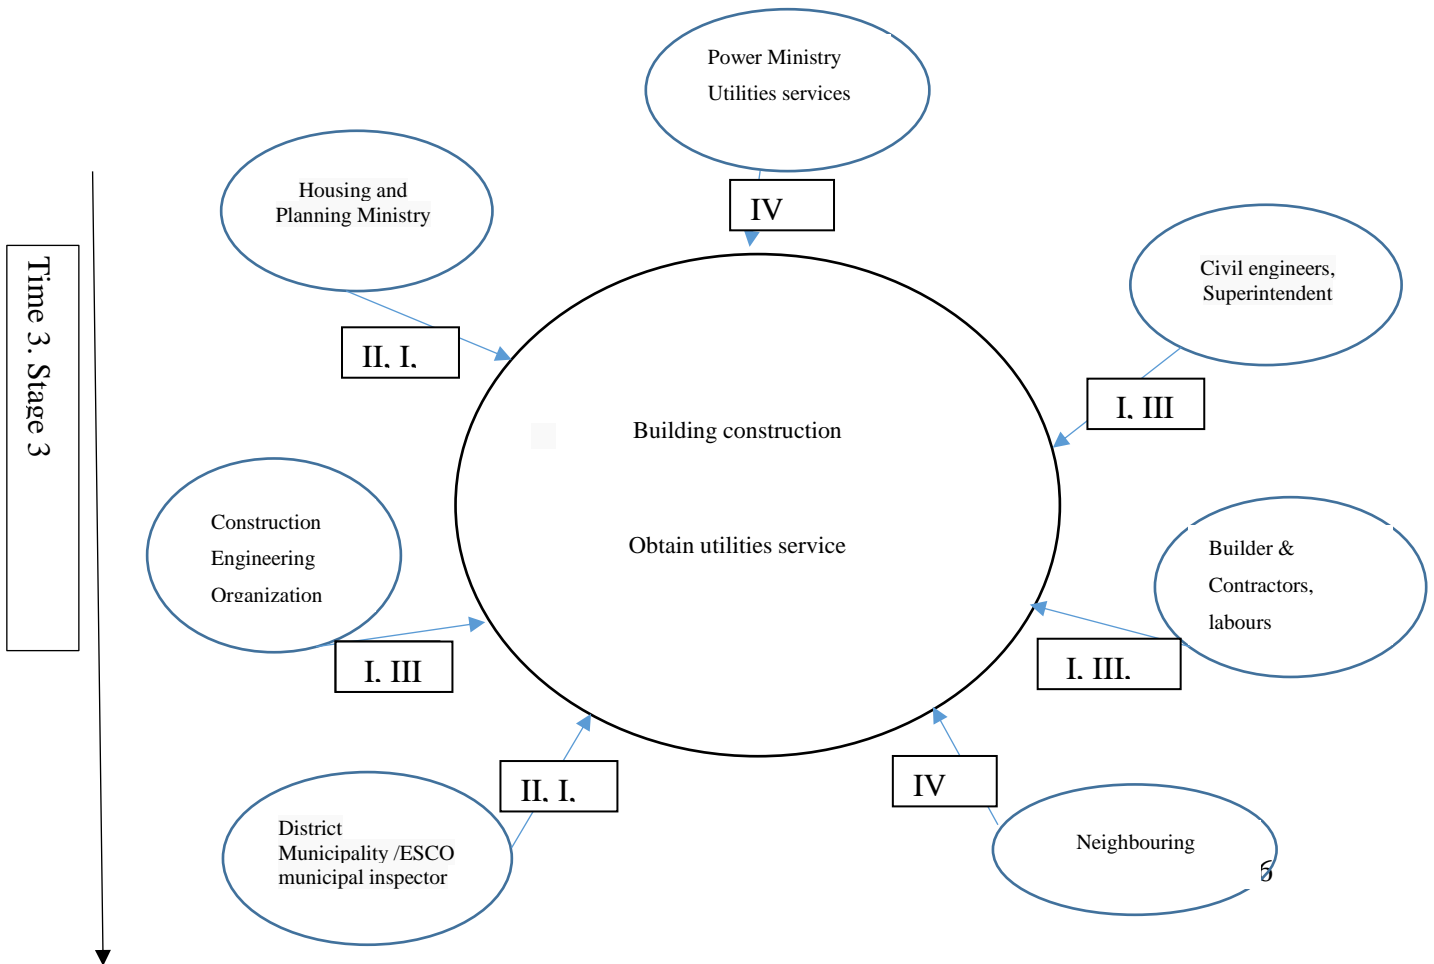 Power Ministry
Utilities services
IV
Housing and
Planning Ministry
II, I,
Civil engineers,
Superintendent
I, III
Time 3. Stage 3
Building construction
Obtain utilities service
Construction
Engineering
Organization
I, III
Builder &
Contractors,
labours
I, III,
District
Municipality /ESCO
municipal inspector
II, I,
IV
Neighbouring
6